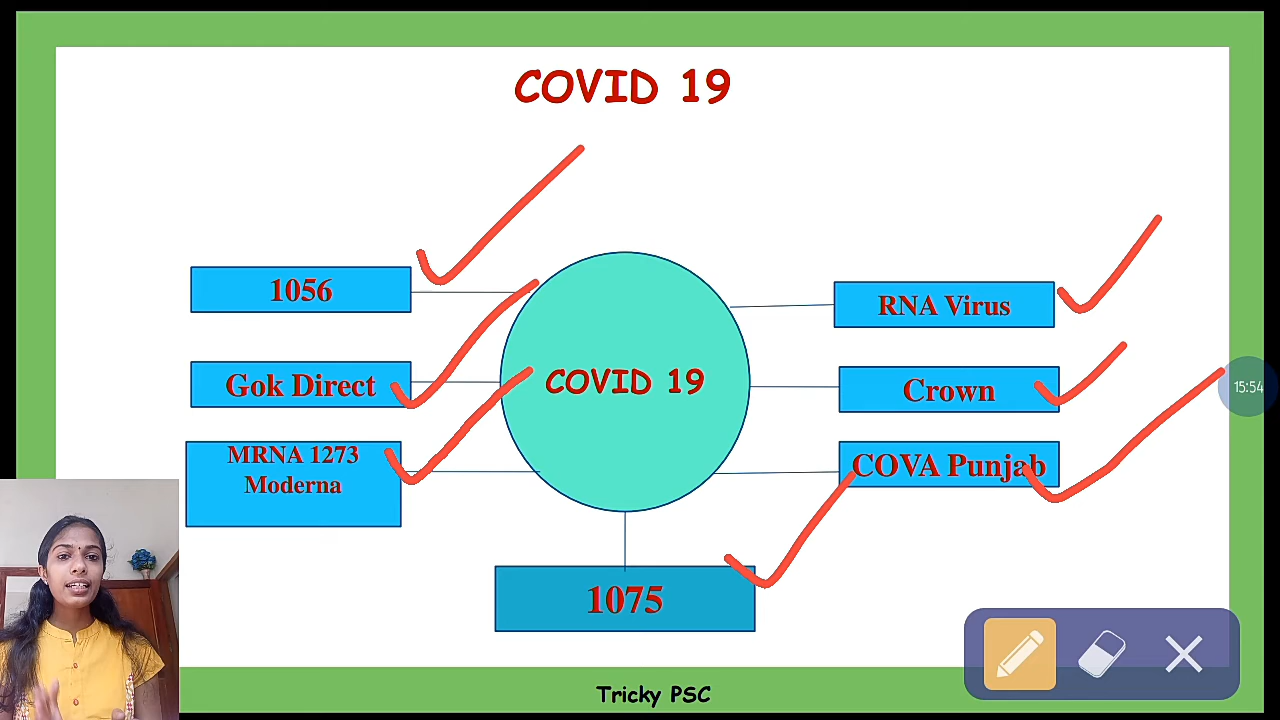 COVID 19
1056
RNA Virus
Gok Direct
COVID 19
Crown
MRNA 1273
Moderna
COVA Punjab
1075
15:54
Tricky PSC